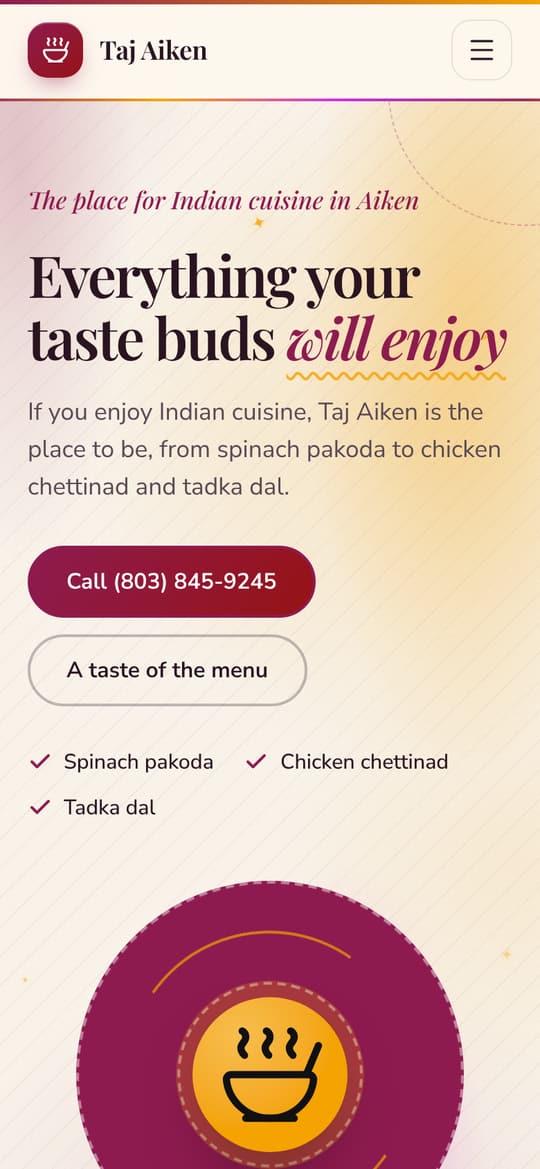 Taj Aiken
The place for Indian cuisine in Aiken
Everything your
taste buds will enjoy
If you enjoy Indian cuisine, Taj Aiken is the
place to be, from spinach pakoda to chicken
chettinad and tadka dal.
Call (803) 845-9245
A taste of the menu
Spinach pakoda
Chicken chettinad
Tadka dal